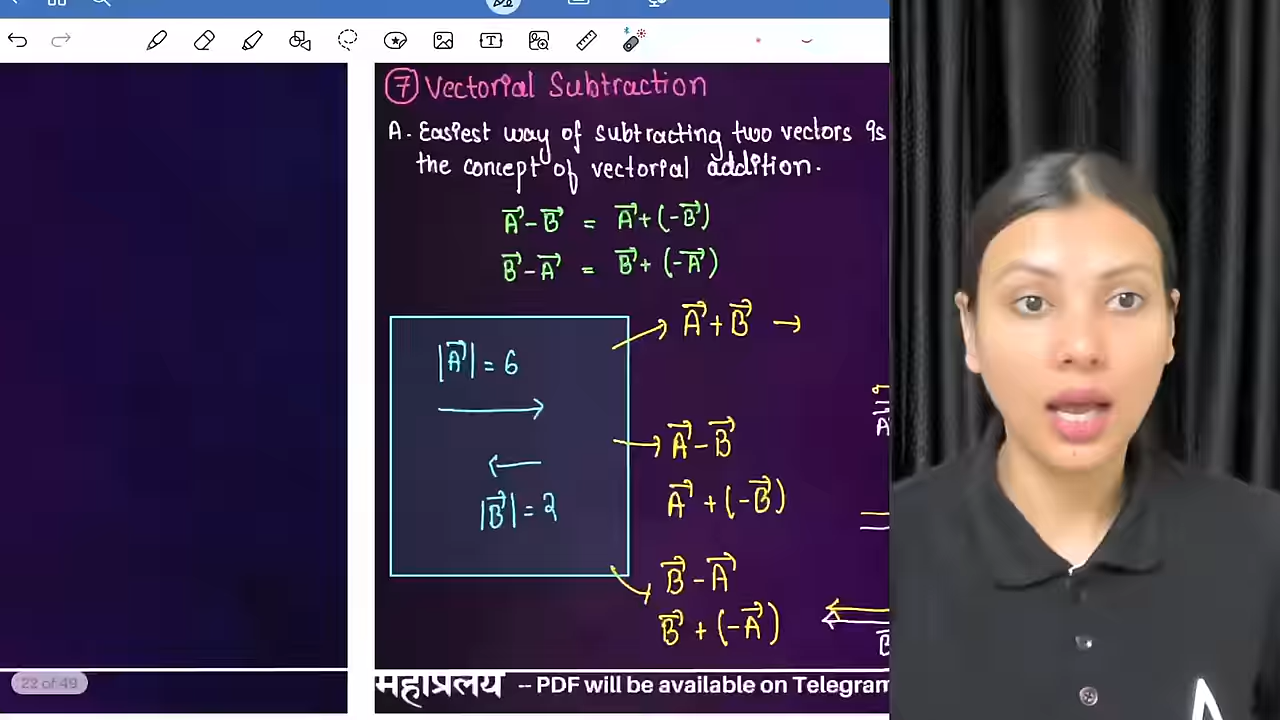 ⑦ Vectorial Subtraction
A. Easiest way of subtracting two vectors is
the concept of vectorial addition.
A⃗ - B⃗ = A⃗ + (-B⃗)
B⃗ - A⃗ = B⃗ + (-A⃗)
|A⃗| = 6
|B⃗| = 2
→ A⃗ + B⃗ →
→ A⃗ - B⃗
A⃗ + (-B⃗)
B⃗ - A⃗
B⃗ + (-A⃗)
22 of 49
महाप्रलय -- PDF will be available on Telegram